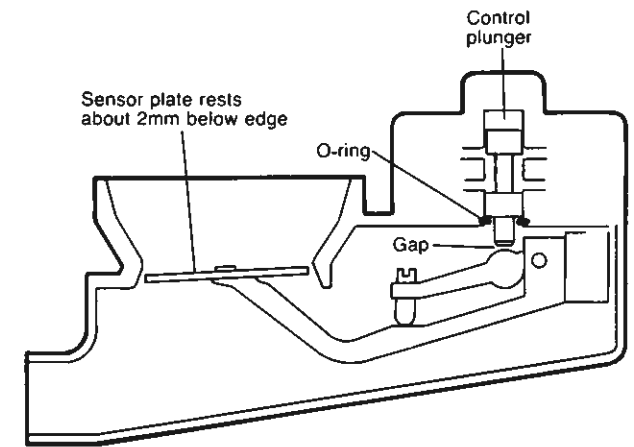 Control
plunger
Sensor plate rests
about 2mm below edge
O-ring
Gap